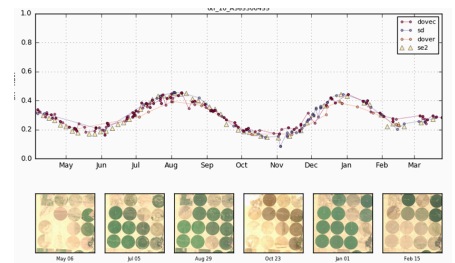 1.0
dovec
sd
dover
se2
0.8
0.6
0.4
0.2
0.0
May Jun Jul Aug Sep Oct Nov Dec Jan Feb Mar
May 06 Jul 05 Aug 29 Oct 23 Jan 01 Feb 15